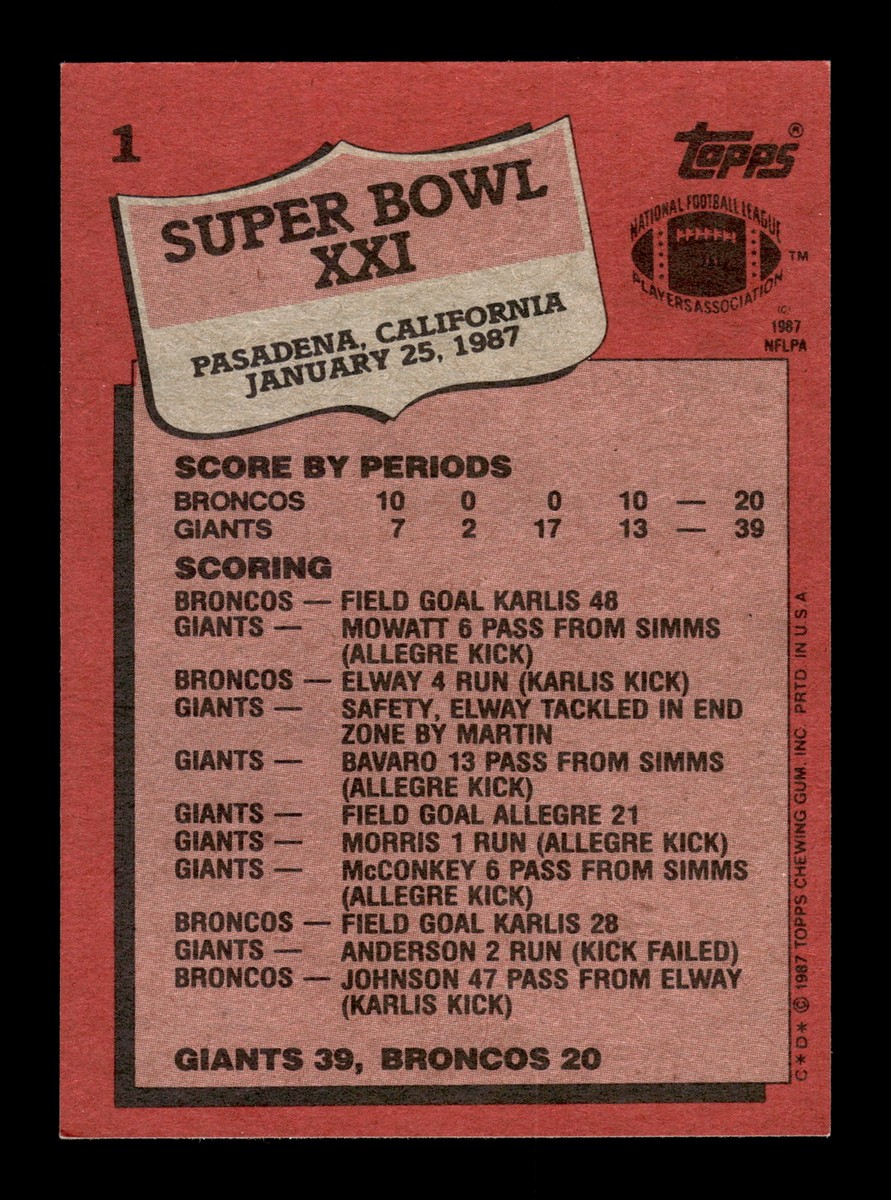 1
topps®
SUPER BOWL
XXI
PASADENA, CALIFORNIA
JANUARY 25, 1987
NATIONAL FOOTBALL LEAGUE
PLAYERS ASSOCIATION
TM
(C)
1987
NFLPA
SCORE BY PERIODS
BRONCOS 10 0 0 10 — 20
GIANTS 7 2 17 13 — 39
SCORING
BRONCOS — FIELD GOAL KARLIS 48
GIANTS — MOWATT 6 PASS FROM SIMMS
(ALLEGRE KICK)
BRONCOS — ELWAY 4 RUN (KARLIS KICK)
GIANTS — SAFETY, ELWAY TACKLED IN END
ZONE BY MARTIN
GIANTS — BAVARO 13 PASS FROM SIMMS
(ALLEGRE KICK)
GIANTS — FIELD GOAL ALLEGRE 21
GIANTS — MORRIS 1 RUN (ALLEGRE KICK)
GIANTS — McCONKEY 6 PASS FROM SIMMS
(ALLEGRE KICK)
BRONCOS — FIELD GOAL KARLIS 28
GIANTS — ANDERSON 2 RUN (KICK FAILED)
BRONCOS — JOHNSON 47 PASS FROM ELWAY
(KARLIS KICK)
GIANTS 39, BRONCOS 20
C * D * © 1987 TOPPS CHEWING GUM, INC. PRTD. IN U.S.A.